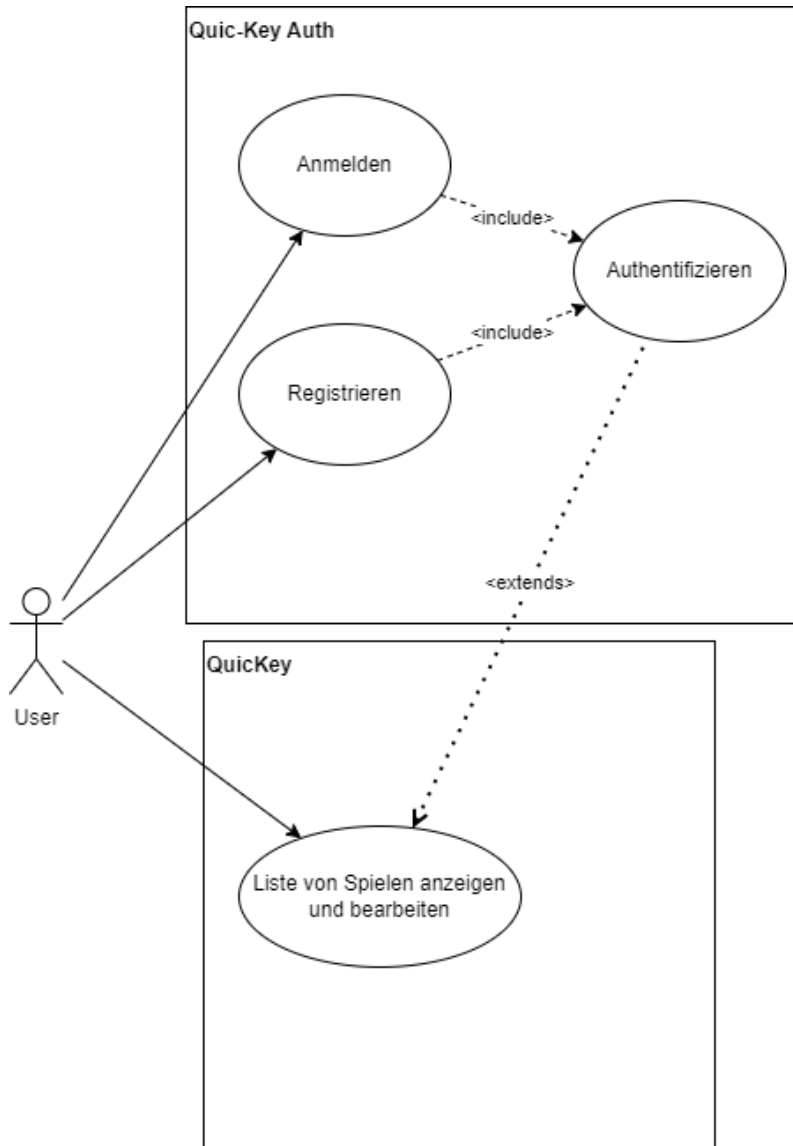 Quic-Key Auth
Anmelden
<include>
Authentifizieren
<include>
Registrieren
<extends>
QuicKey
User
Liste von Spielen anzeigen
und bearbeiten